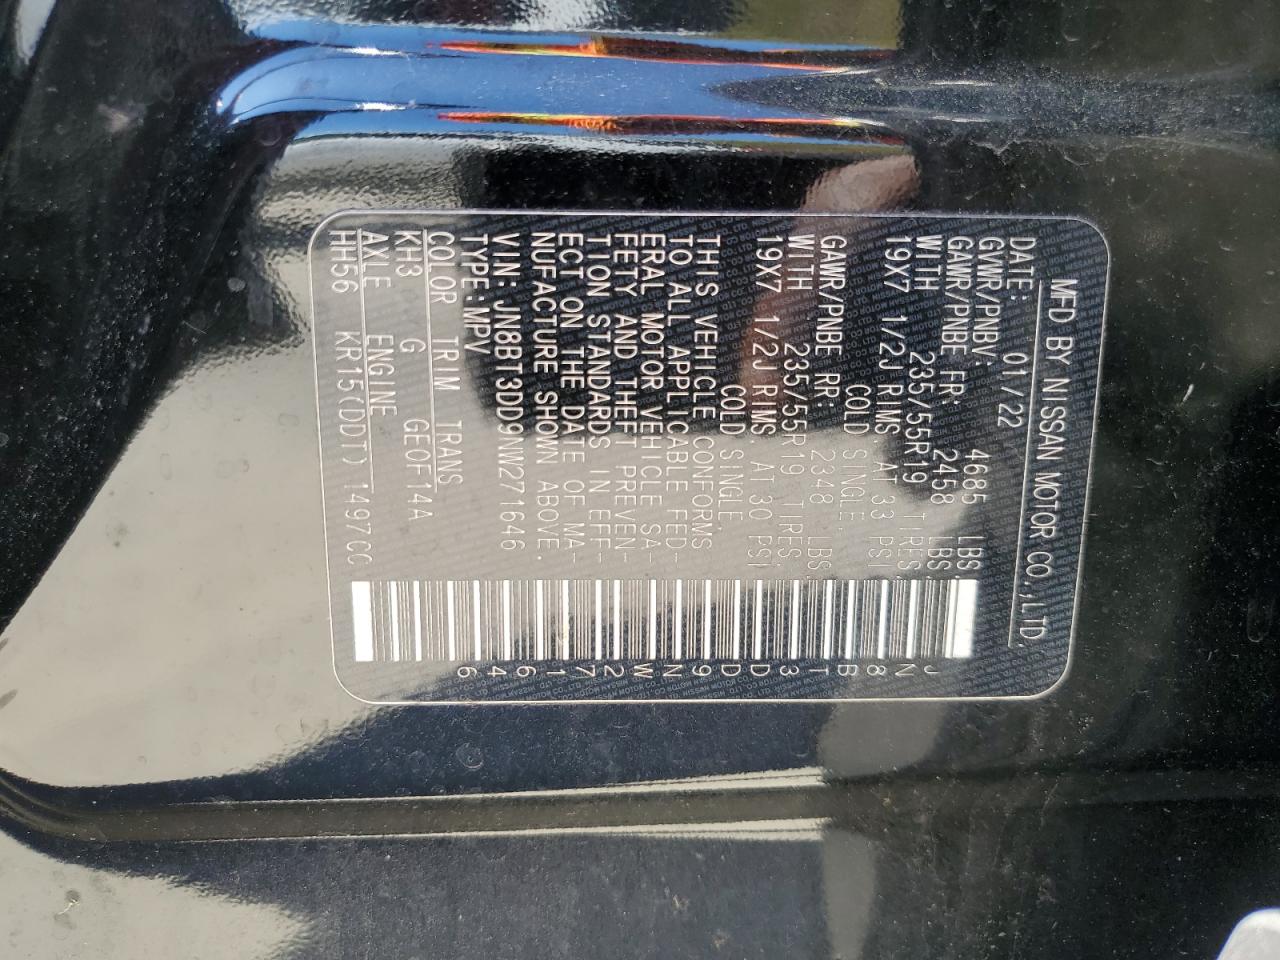 MFD BY NISSAN MOTOR CO.,LTD.
DATE: 01/22
GVWR/PNBV 4685 LBS.
GAWR/PNBE FR 2458 LBS.
WITH 235/55R19 TIRES,
19X7 1/2J RIMS. AT 33 PSI
COLD SINGLE.
GAWR/PNBE RR 2348 LBS.
WITH 235/55R19 TIRES,
19X7 1/2J RIMS. AT 30 PSI
COLD SINGLE.
THIS VEHICLE CONFORMS
TO ALL APPLICABLE FED-
ERAL MOTOR VEHICLE SA-
FETY AND THEFT PREVEN-
TION STANDARDS IN EFF-
ECT ON THE DATE OF MA-
NUFACTURE SHOWN ABOVE.
VIN: JN8BT3DD9NW271646
TYPE:MPV
COLOR TRIM TRANS
KH3 G GE0F14A
AXLE ENGINE
HH56 KR15(DDT) 1497CC
JN8BT3DD9NW271646